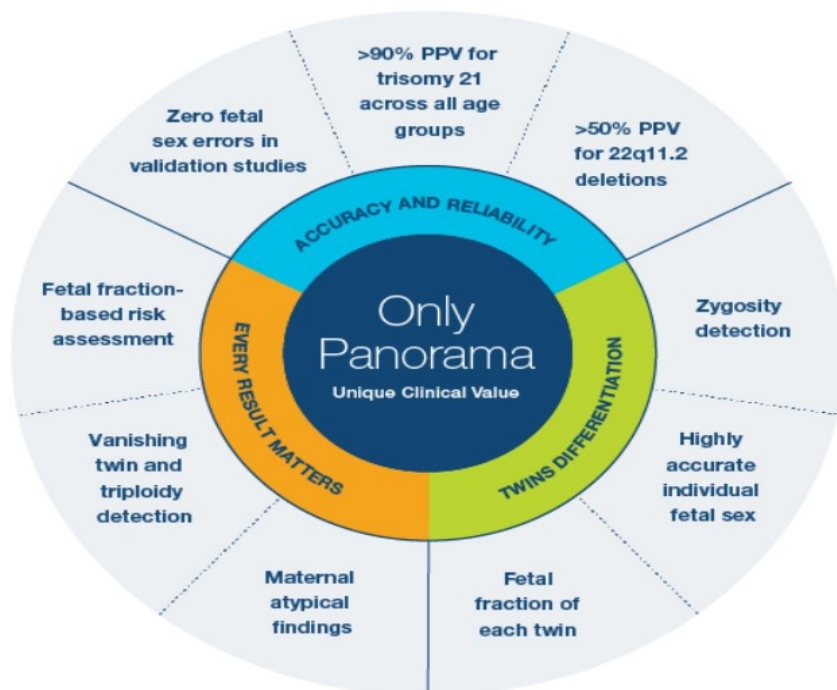 >90% PPV for
trisomy 21
across all age
groups
Zero fetal
sex errors in
validation studies
>50% PPV
for 22q11.2
deletions
ACCURACY AND RELIABILITY
Fetal fraction-
based risk
assessment
Zygosity
detection
EVERY RESULT MATTERS
Only
Panorama
Unique Clinical Value
TWINS DIFFERENTIATION
Vanishing
twin and
triploidy
detection
Highly
accurate
individual
fetal sex
Maternal
atypical
findings
Fetal
fraction of
each twin